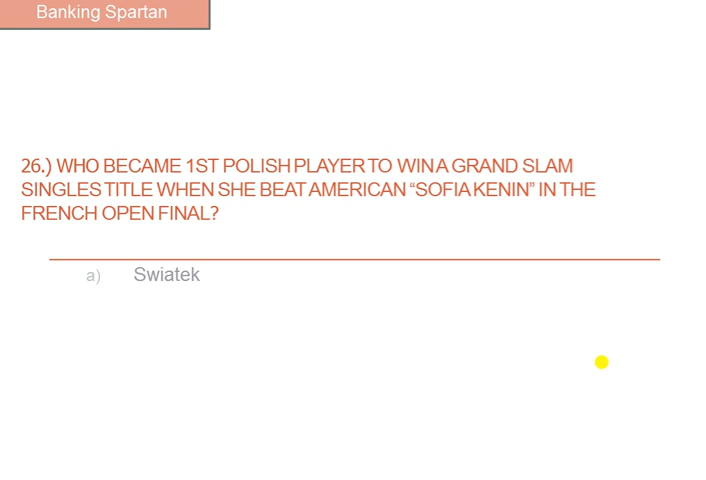 Banking Spartan
26.) WHO BECAME 1ST POLISH PLAYER TO WIN A GRAND SLAM
SINGLES TITLE WHEN SHE BEAT AMERICAN “SOFIA KENIN” IN THE
FRENCH OPEN FINAL?
a) Swiatek